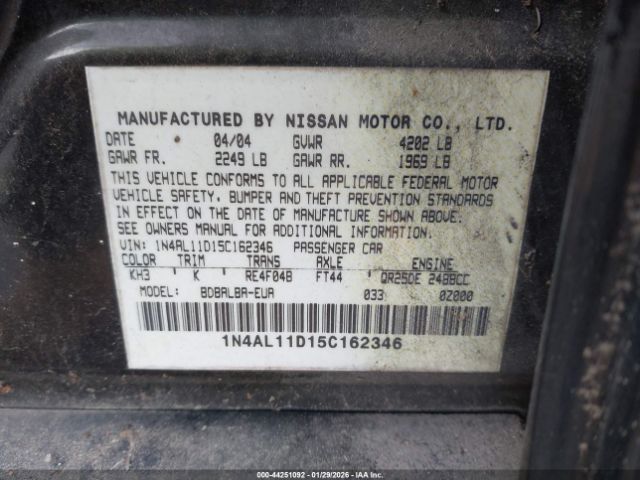 MANUFACTURED BY NISSAN MOTOR CO., LTD.
DATE 04/04 GVWR 4202 LB
GAWR FR. 2249 LB GAWR RR. 1969 LB
THIS VEHICLE CONFORMS TO ALL APPLICABLE FEDERAL MOTOR
VEHICLE SAFETY, BUMPER AND THEFT PREVENTION STANDARDS
IN EFFECT ON THE DATE OF MANUFACTURE SHOWN ABOVE.
SEE OWNERS MANUAL FOR ADDITIONAL INFORMATION.
VIN: 1N4AL11D15C162346 PASSENGER CAR
COLOR TRIM TRANS AXLE ENGINE
KH3 K RE4F04B FT44 QR25DE 2488CC
MODEL: BDBALBA-EUA 033 0Z000
1N4AL11D15C162346
000-44251092 01/29/2026 - IAAI.COM